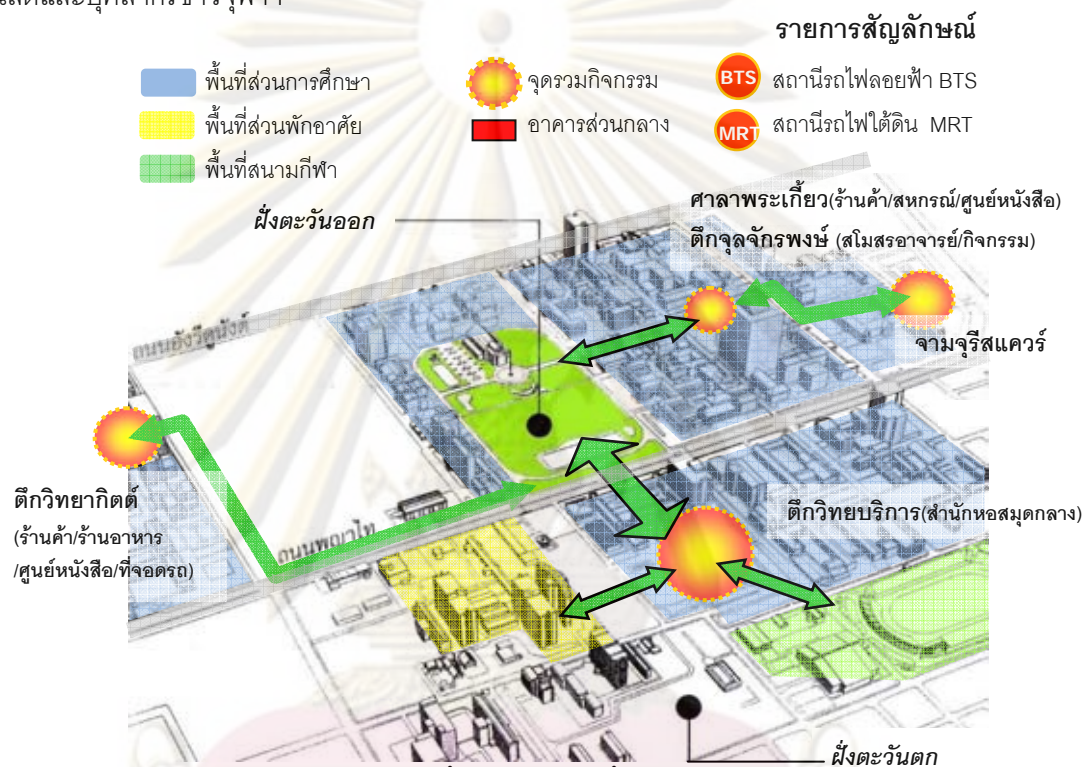 รายการสัญลักษณ์
พื้นที่ส่วนการศึกษา
จุดรวมกิจกรรม
BTS สถานีรถไฟลอยฟ้า BTS
พื้นที่ส่วนพักอาศัย
อาคารส่วนกลาง
MRT สถานีรถไฟใต้ดิน MRT
พื้นที่สนามกีฬา
ศาลาพระเกี้ยว(ร้านค้า/สหกรณ์/ศูนย์หนังสือ)
ฝั่งตะวันออก
ตึกจุลจักรพงษ์ (สโมสรอาจารย์/กิจกรรม)
ถนนอังรีดูนังต์
จามจุรีสแควร์
ตึกวิทยากิตต์
(ร้านค้า/ร้านอาหาร
/ศูนย์หนังสือ/ที่จอดรถ)
ถนนพญาไท
ตึกวิทยบริการ(สำนักหอสมุดกลาง)
ฝั่งตะวันตก